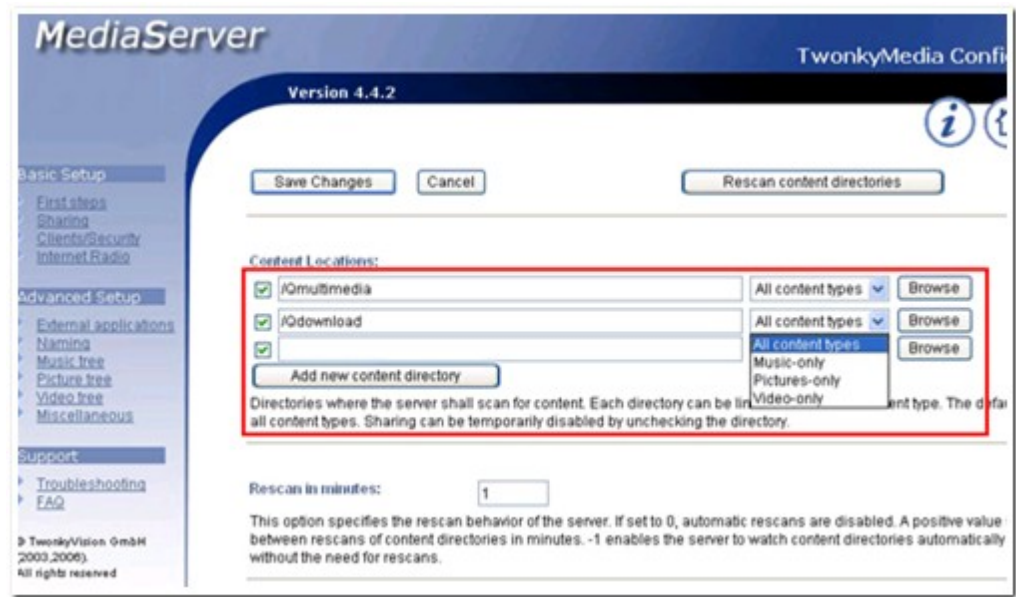 MediaServer
TwonkyMedia Confi
Version 4.4.2
Basic Setup
First steps
Sharing
Clients/Security
Internet Radio
Advanced Setup
External applications
Naming
Music tree
Picture tree
Video tree
Miscellaneous
Support
Troubleshooting
FAQ
© TwonkyVision GmbH
(2003,2006).
All rights reserved
Save Changes Cancel Rescan content directories
Content Locations:
/Qmultimedia All content types Browse
/Qdownload All content types Browse
All content types Browse
Music-only
Pictures-only
Video-only
Add new content directory
Directories where the server shall scan for content. Each directory can be ent type. The defa
all content types. Sharing can be temporarily disabled by unchecking the directory.
Rescan in minutes: 1
This option specifies the rescan behavior of the server. If set to 0, automatic rescans are disabled. A positive value
between rescans of content directories in minutes. -1 enables the server to watch content directories automatically
without the need for rescans.